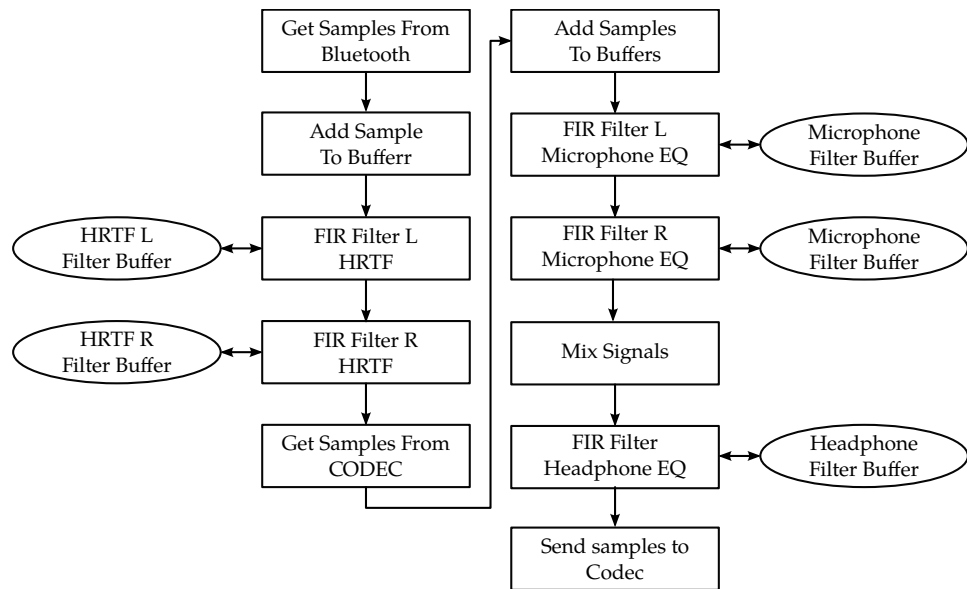 Get Samples From
Bluetooth
Add Sample
To Bufferr
HRTF L
Filter Buffer
FIR Filter L
HRTF
HRTF R
Filter Buffer
FIR Filter R
HRTF
Get Samples From
CODEC
Add Samples
To Buffers
FIR Filter L
Microphone EQ
Microphone
Filter Buffer
FIR Filter R
Microphone EQ
Microphone
Filter Buffer
Mix Signals
FIR Filter
Headphone EQ
Headphone
Filter Buffer
Send samples to
Codec